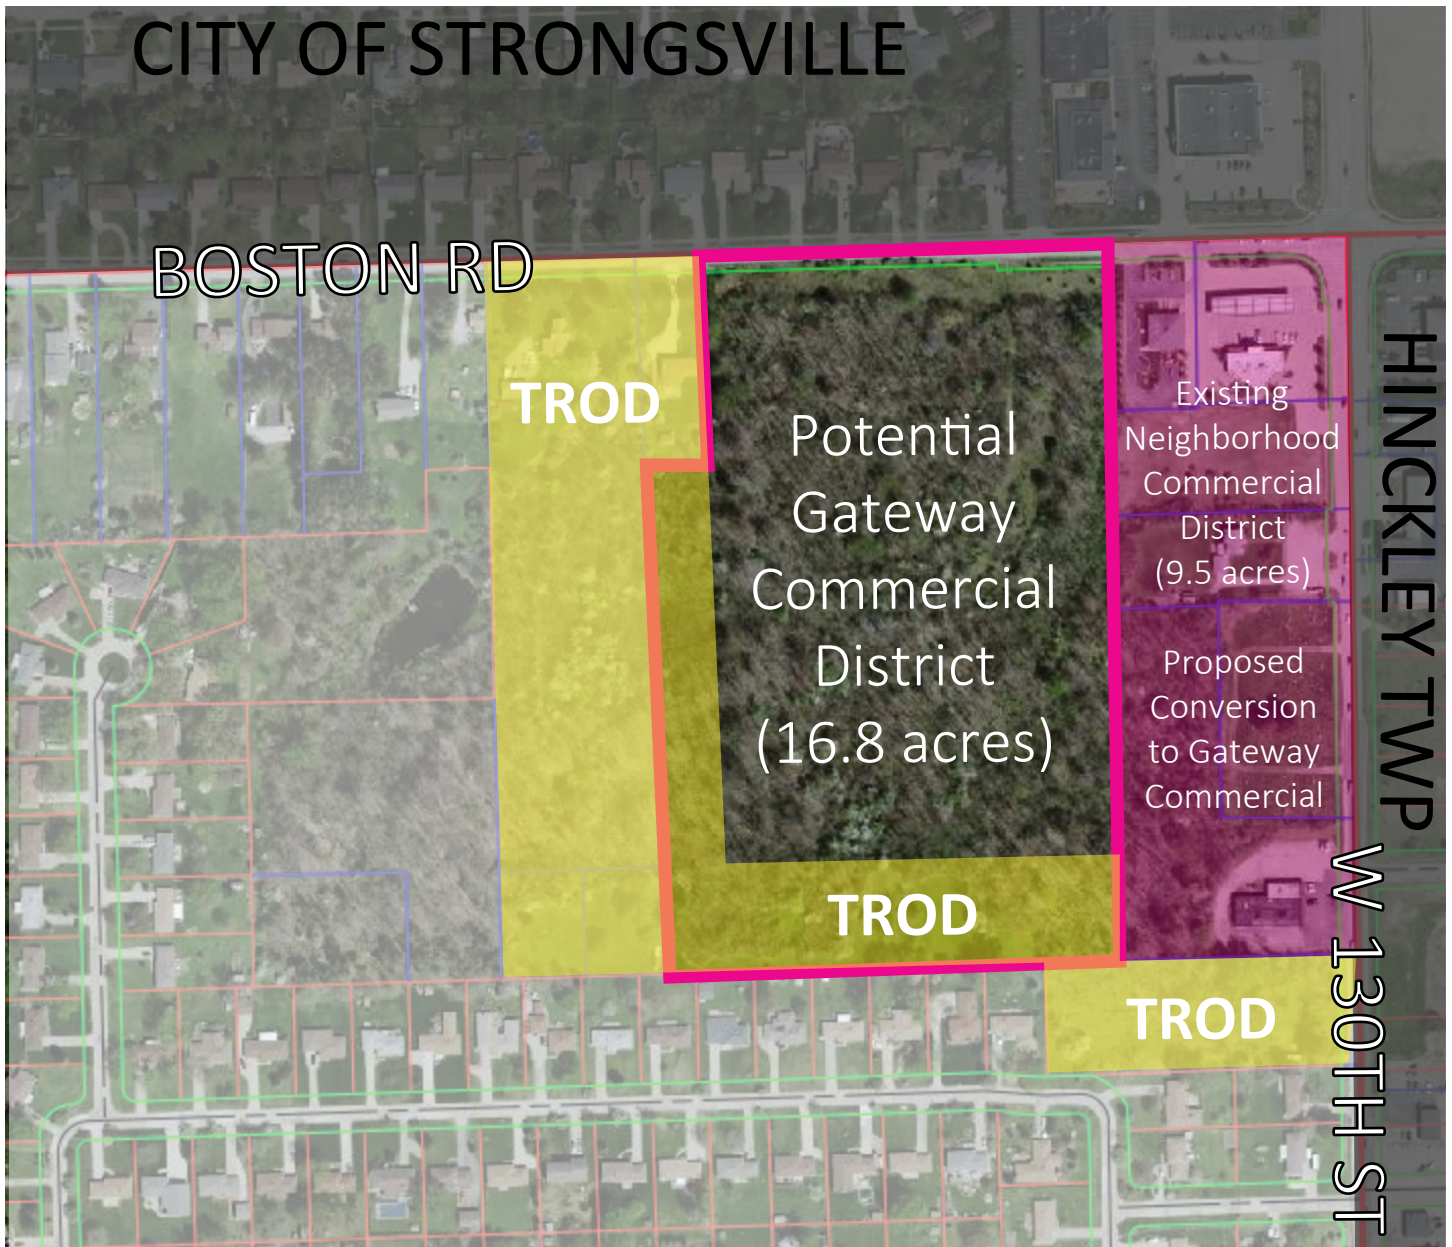 CITY OF STRONGSVILLE
BOSTON RD
TROD
Potential
Gateway
Commercial
District
(16.8 acres)
Existing
Neighborhood
Commercial
District
(9.5 acres)
Proposed
Conversion
to Gateway
Commercial
HINCKLEY TWP
TROD
TROD
W 130TH ST